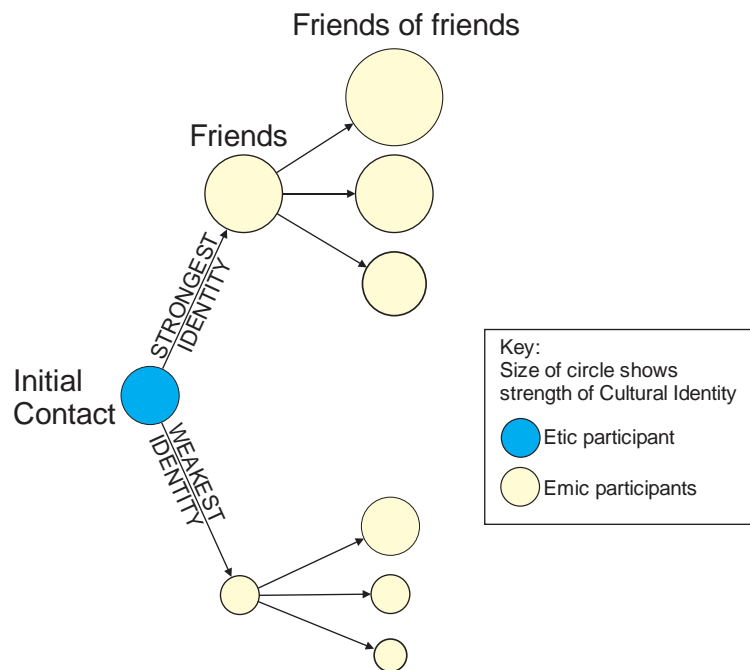 Friends of friends
Friends
STRONGEST
IDENTITY
Initial
Contact
WEAKEST
IDENTITY
Key:
Size of circle shows
strength of Cultural Identity
Etic participant
Emic participants